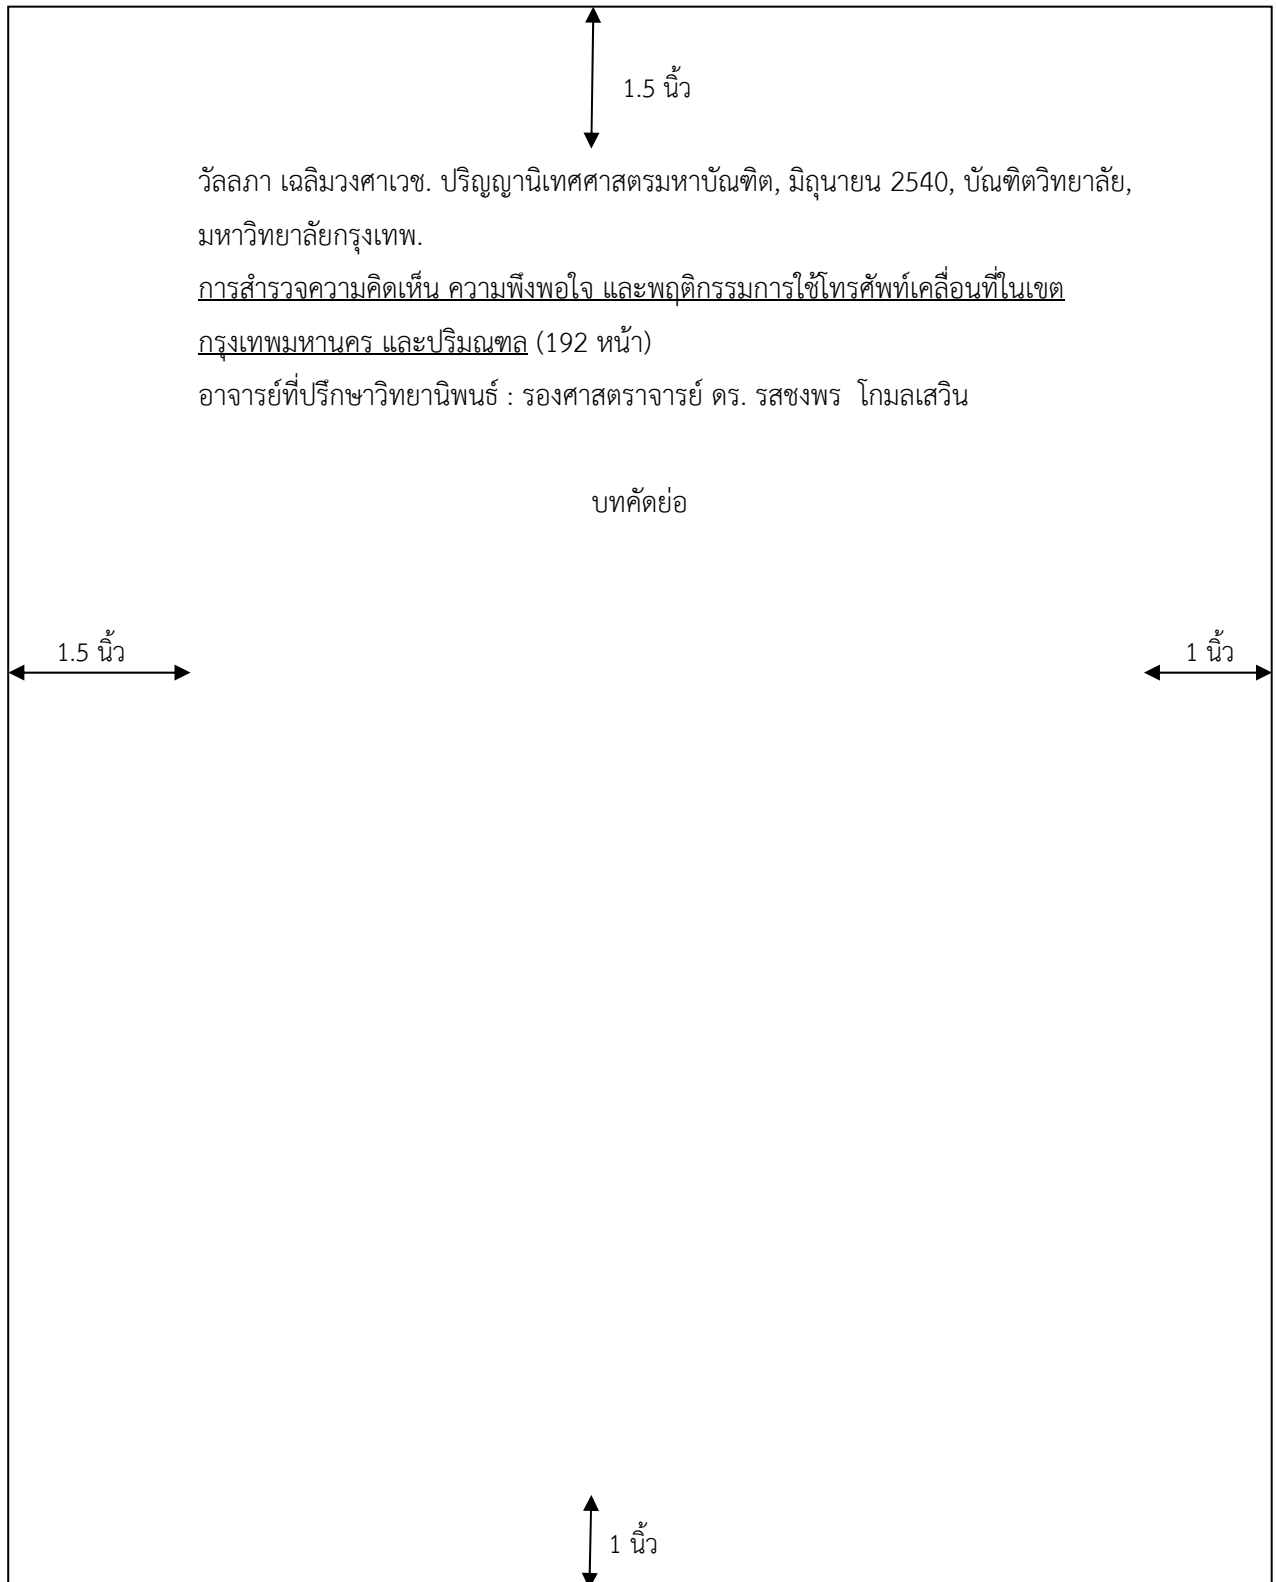 1.5 นิ้ว
วัลลภา เฉลิมวงศาเวช. ปริญญานิเทศศาสตรมหาบัณฑิต, มิถุนายน 2540, บัณฑิตวิทยาลัย,
มหาวิทยาลัยกรุงเทพ.
การสำรวจความคิดเห็น ความพึงพอใจ และพฤติกรรมการใช้โทรศัพท์เคลื่อนที่ในเขต
กรุงเทพมหานคร และปริมณฑล (192 หน้า)
อาจารย์ที่ปรึกษาวิทยานิพนธ์ : รองศาสตราจารย์ ดร. รสชงพร  โกมลเสวิน
บทคัดย่อ
1.5 นิ้ว
1 นิ้ว
1 นิ้ว